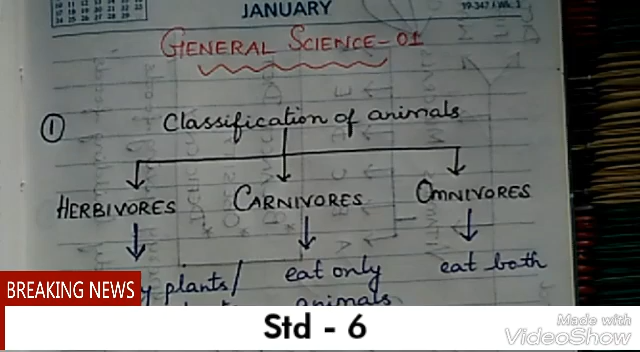 JANUARY
GENERAL SCIENCE-01
① Classification of animals
HERBIVORES CARNIVORES OMNIVORES
plants/ eat only eat both
animals
BREAKING NEWS
Std - 6
Made with
VideoShow